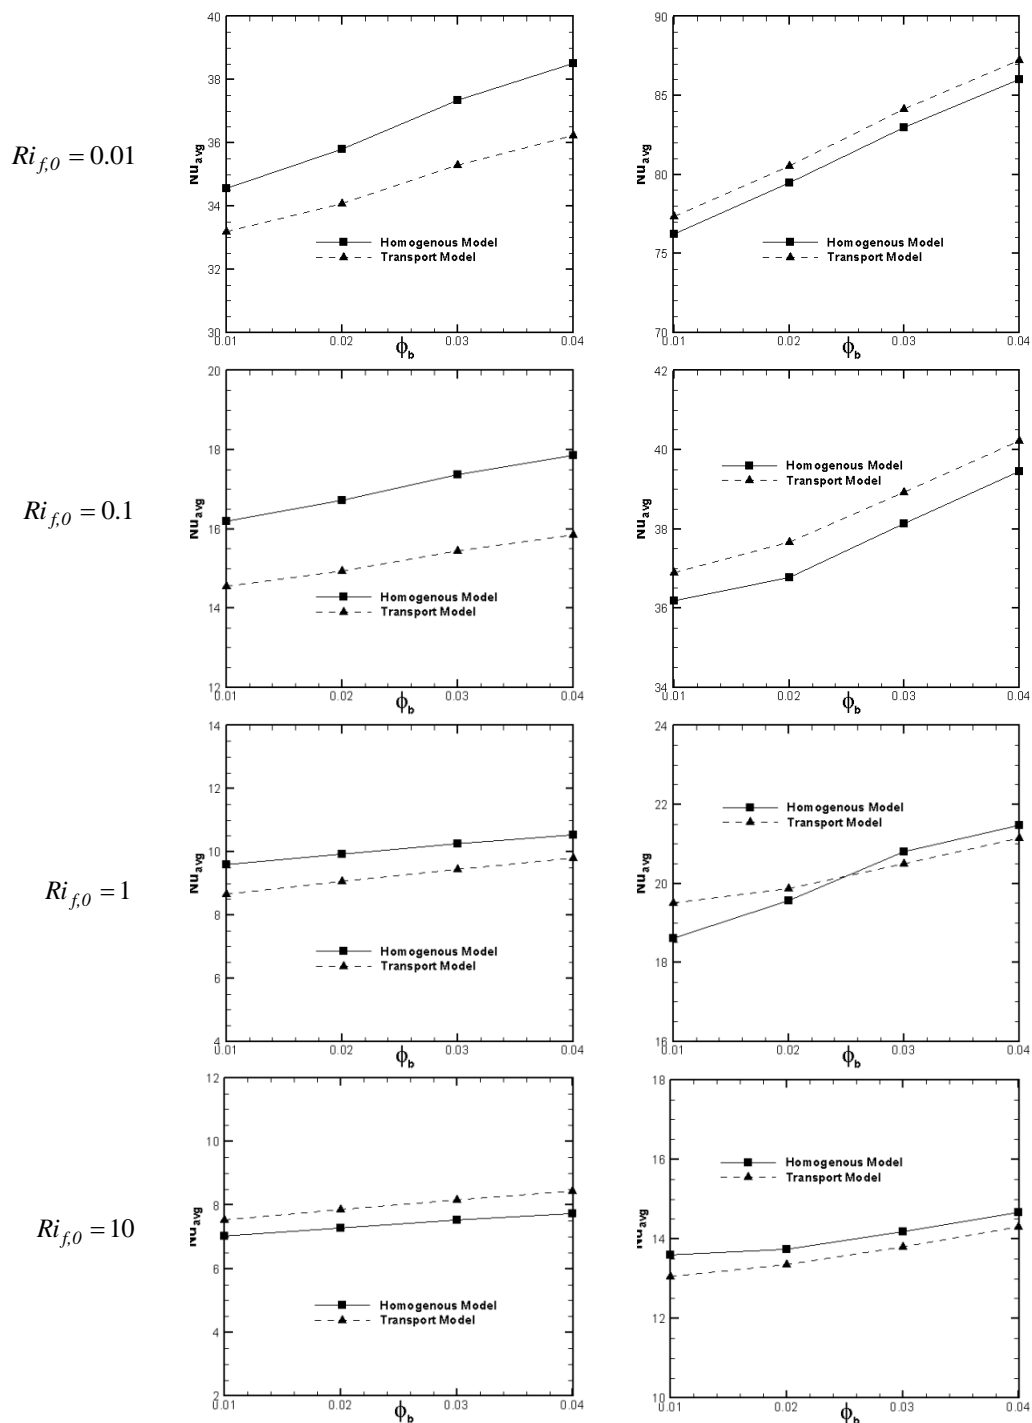 Ri_{f,0} = 0.01
40
38
36
34
32
30
Nu_avg
Homogenous Model
Transport Model
0.01 0.02 0.03 0.04
ϕ_b
90
85
80
75
70
Nu_avg
Homogenous Model
Transport Model
0.01 0.02 0.03 0.04
ϕ_b
Ri_{f,0} = 0.1
20
18
16
14
12
Nu_avg
Homogenous Model
Transport Model
0.01 0.02 0.03 0.04
ϕ_b
42
40
38
36
34
Nu_avg
Homogenous Model
Transport Model
0.01 0.02 0.03 0.04
ϕ_b
Ri_{f,0} = 1
14
12
10
8
6
4
Nu_avg
Homogenous Model
Transport Model
0.01 0.02 0.03 0.04
ϕ_b
24
22
20
18
16
Nu_avg
Homogenous Model
Transport Model
0.01 0.02 0.03 0.04
ϕ_b
Ri_{f,0} = 10
12
10
8
6
4
2
Nu_avg
Homogenous Model
Transport Model
0.01 0.02 0.03 0.04
ϕ_b
18
16
14
12
10
Nu_avg
Homogenous Model
Transport Model
0.01 0.02 0.03 0.04
ϕ_b